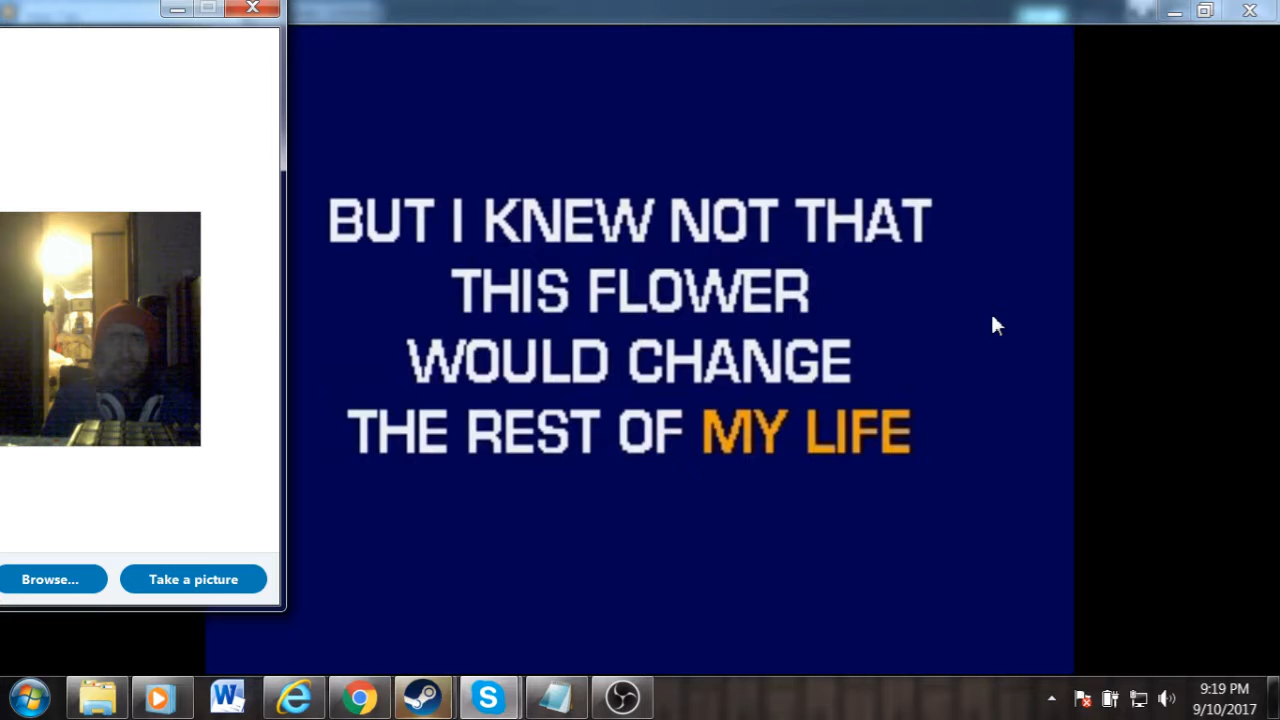 BUT I KNEW NOT THAT
THIS FLOWER
WOULD CHANGE
THE REST OF MY LIFE
Browse...
Take a picture
9:19 PM
9/10/2017